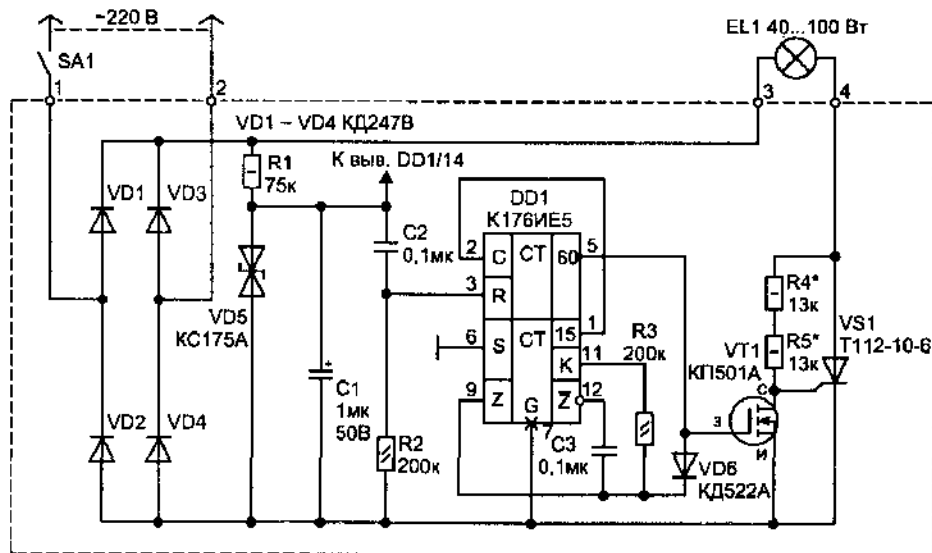 ~220 В
EL1 40...100 Вт
SA1
1
2
3
4
VD1 – VD4 КД247В
R1
75к
К выв. DD1/14
DD1
К176ИЕ5
VD1
VD3
C2
0,1мк
2
C
CT
60
5
3
R
R4*
13к
VD5
КС175А
6
S
CT
15
1
R3
200к
R5*
13к
VS1
Т112-10-6
VT1
КП501А
K
11
9
Z
G
Z
12
с
з
и
+
C1
1мк
50В
VD2
VD4
R2
200к
7
C3
0,1мк
VD6
КД522А